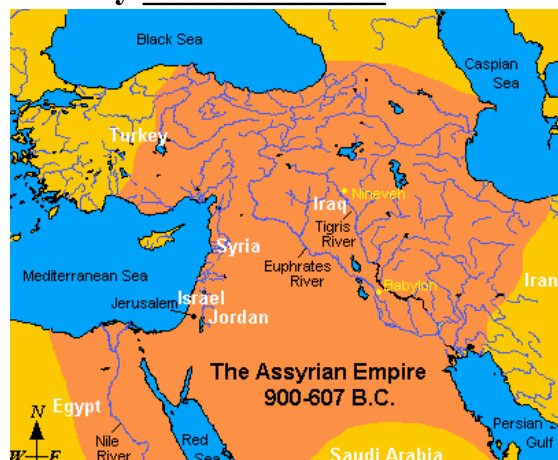 Black Sea
Caspian
Sea
Turkey
Nineveh
Iraq
Tigris
River
Syria
Euphrates
River
Mediterranean Sea
Babylon
Iran
Jerusalem
Israel
Jordan
The Assyrian Empire
900-607 B.C.
Egypt
N
Nile
River
Red
Sea
Persian
Gulf
Saudi Arabia
W
E